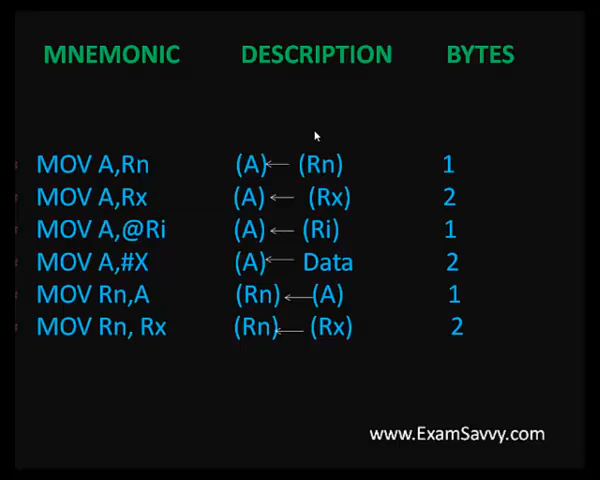 MNEMONIC DESCRIPTION BYTES
MOV A,Rn (A)← (Rn) 1
MOV A,Rx (A) ← (Rx) 2
MOV A,@Ri (A) ← (Ri) 1
MOV A,#X (A)← Data 2
MOV Rn,A (Rn) ←(A) 1
MOV Rn, Rx (Rn)← (Rx) 2
www.ExamSavvy.com